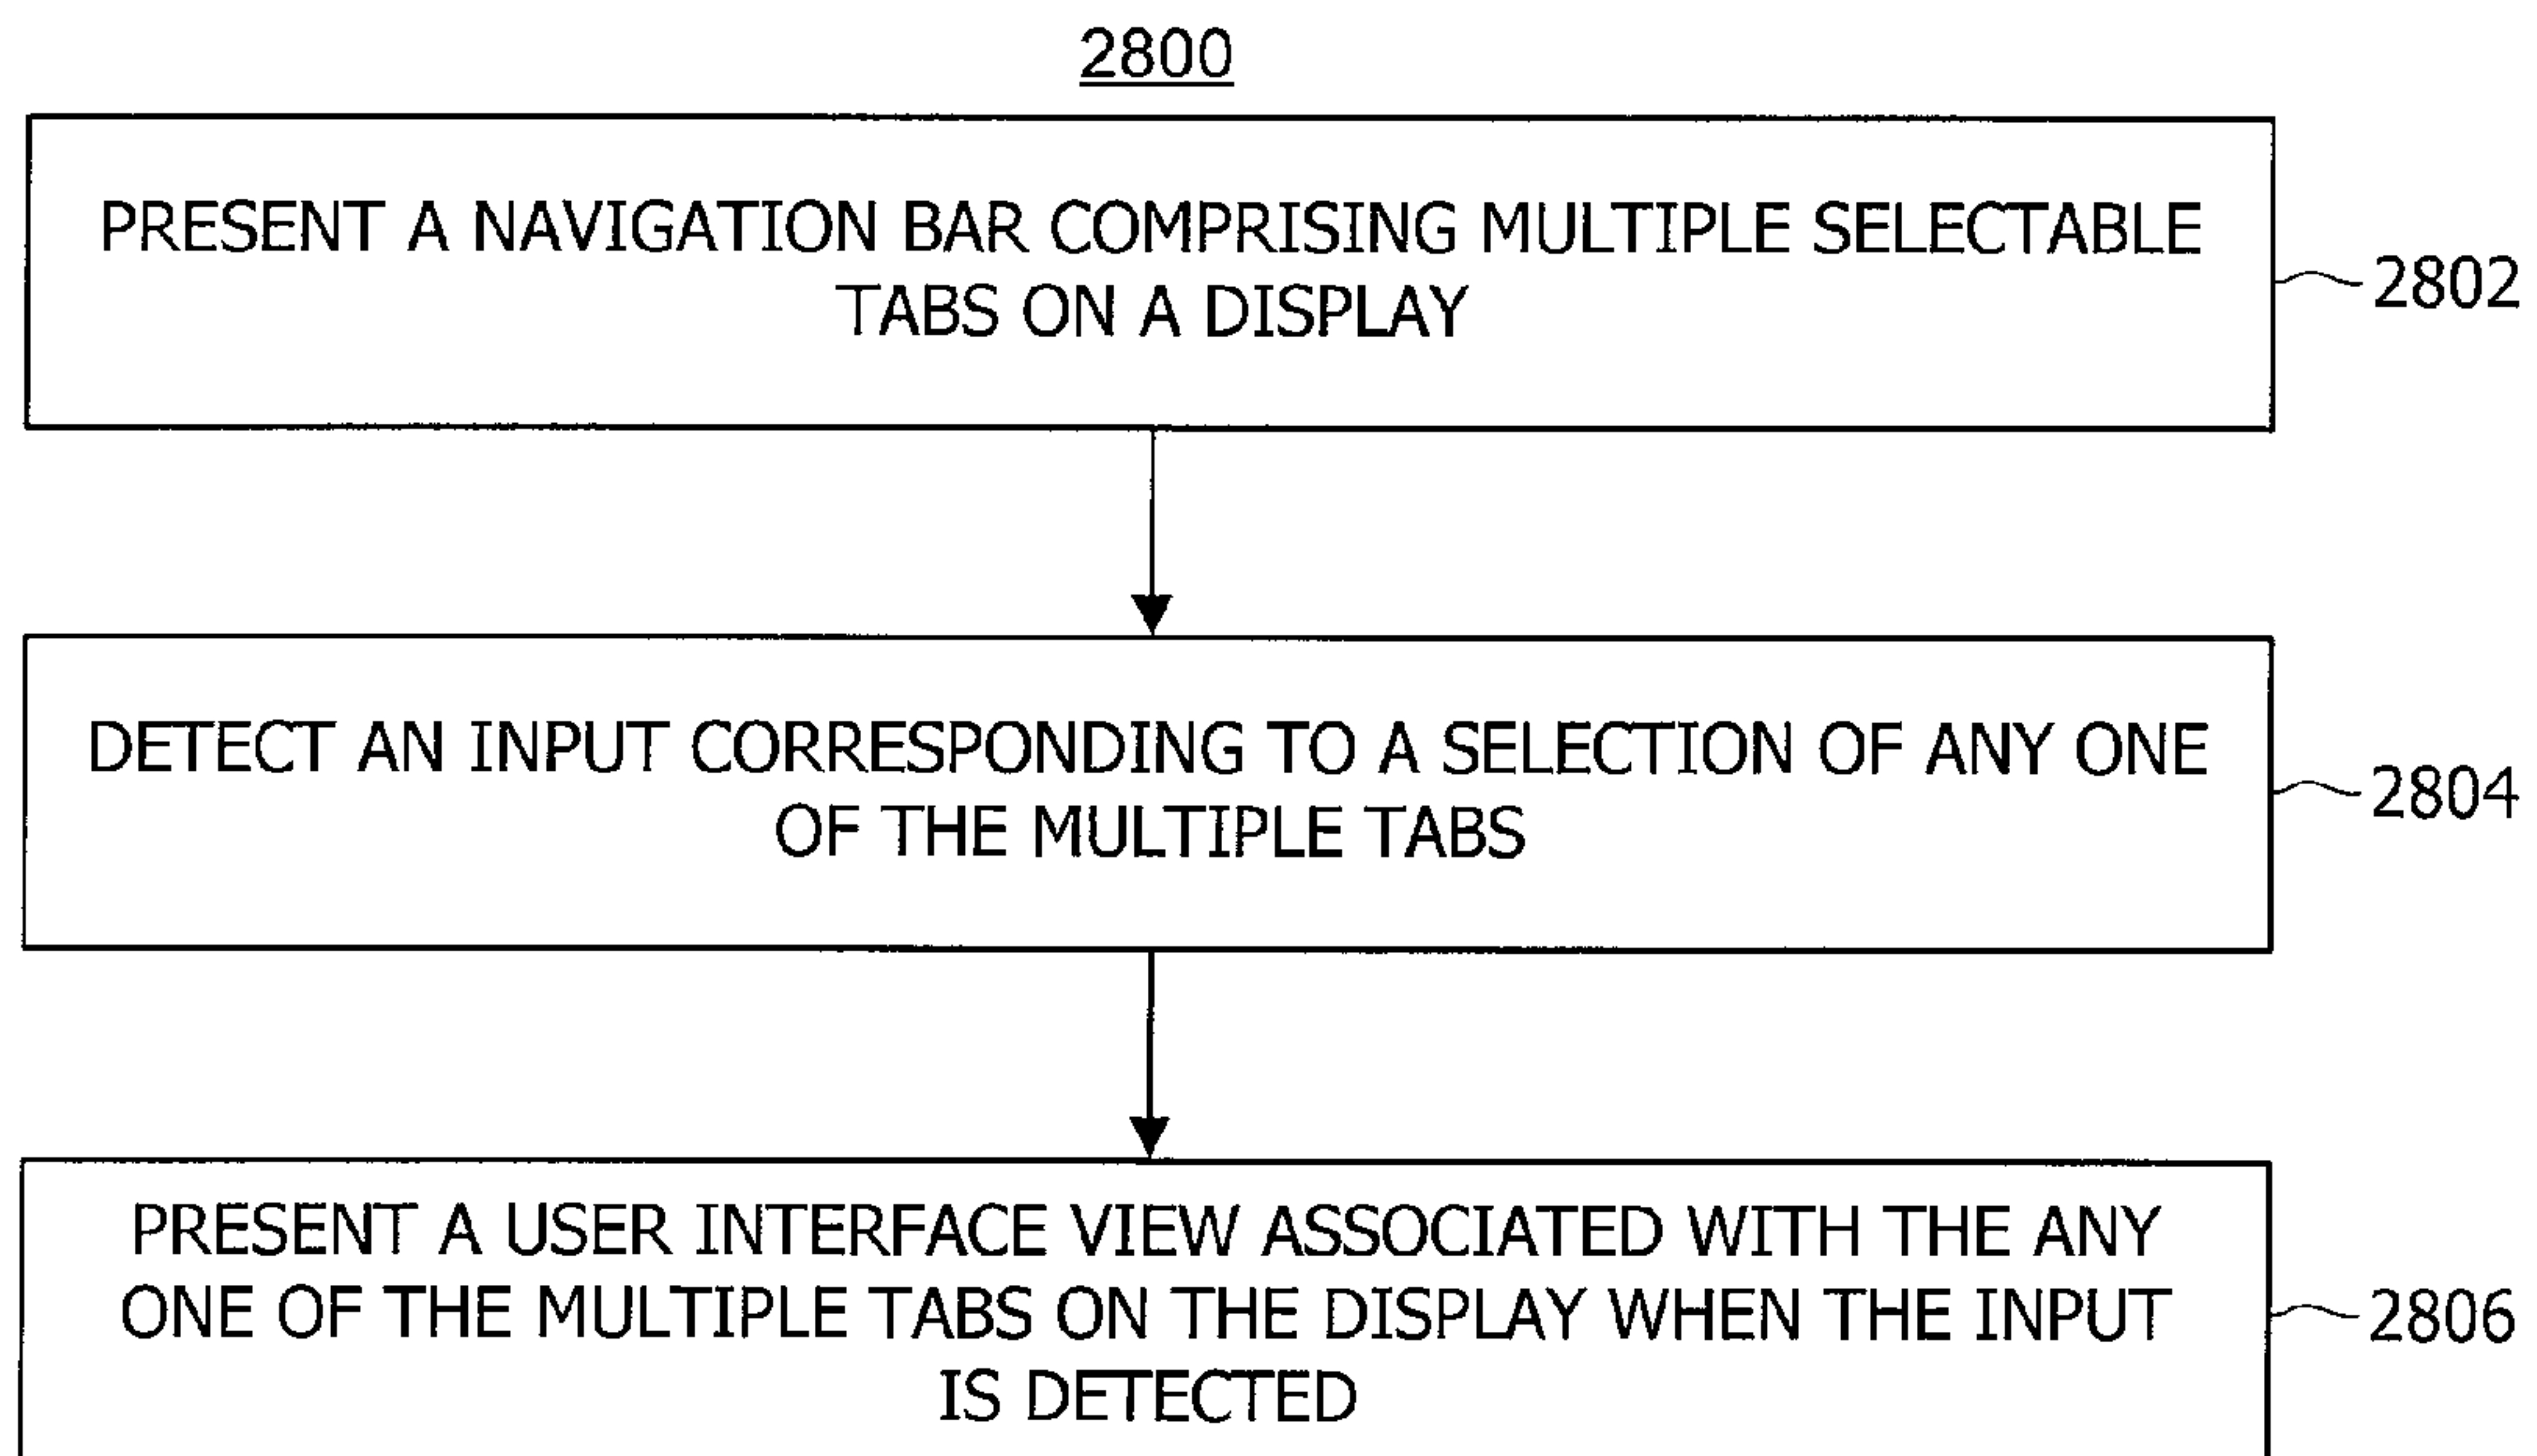 2800
PRESENT A NAVIGATION BAR COMPRISING MULTIPLE SELECTABLE
TABS ON A DISPLAY
2802
DETECT AN INPUT CORRESPONDING TO A SELECTION OF ANY ONE
OF THE MULTIPLE TABS
2804
PRESENT A USER INTERFACE VIEW ASSOCIATED WITH THE ANY
ONE OF THE MULTIPLE TABS ON THE DISPLAY WHEN THE INPUT
IS DETECTED
2806